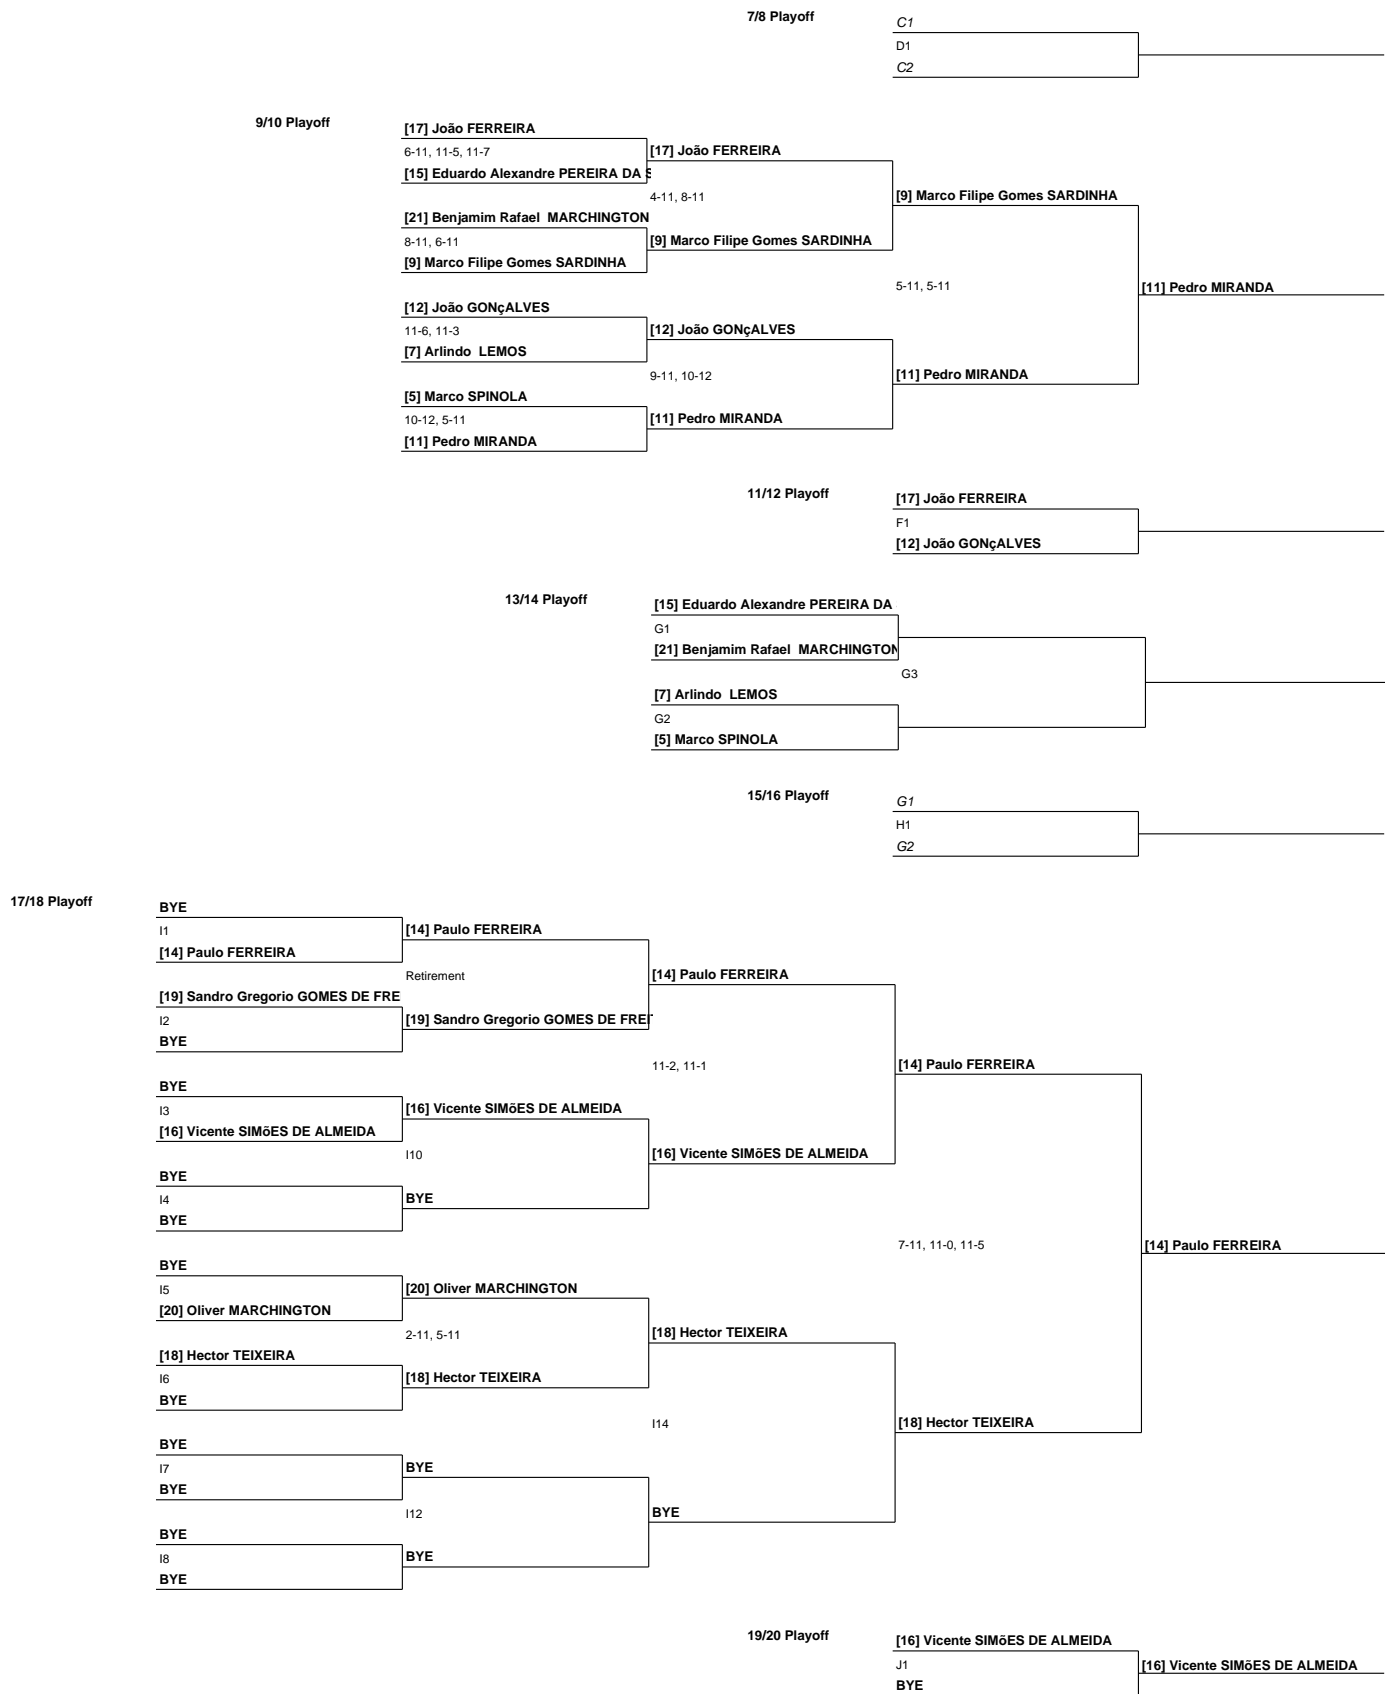 7/8 Playoff
C1
D1
C2
9/10 Playoff
[17] João FERREIRA
6-11, 11-5, 11-7
[15] Eduardo Alexandre PEREIRA DA S
[17] João FERREIRA
4-11, 8-11
[21] Benjamim Rafael MARCHINGTON
8-11, 6-11
[9] Marco Filipe Gomes SARDINHA
[9] Marco Filipe Gomes SARDINHA
[9] Marco Filipe Gomes SARDINHA
5-11, 5-11
[11] Pedro MIRANDA
[12] João GONçALVES
11-6, 11-3
[7] Arlindo LEMOS
[12] João GONçALVES
9-11, 10-12
[11] Pedro MIRANDA
[5] Marco SPINOLA
10-12, 5-11
[11] Pedro MIRANDA
[11] Pedro MIRANDA
11/12 Playoff
[17] João FERREIRA
F1
[12] João GONçALVES
13/14 Playoff
[15] Eduardo Alexandre PEREIRA DA
G1
[21] Benjamim Rafael MARCHINGTON
G3
[7] Arlindo LEMOS
G2
[5] Marco SPINOLA
15/16 Playoff
G1
H1
G2
17/18 Playoff
BYE
I1
[14] Paulo FERREIRA
[14] Paulo FERREIRA
Retirement
[14] Paulo FERREIRA
[19] Sandro Gregorio GOMES DE FRE
I2
BYE
[19] Sandro Gregorio GOMES DE FREI
11-2, 11-1
[14] Paulo FERREIRA
BYE
I3
[16] Vicente SIMõES DE ALMEIDA
[16] Vicente SIMõES DE ALMEIDA
I10
[16] Vicente SIMõES DE ALMEIDA
BYE
I4
BYE
BYE
7-11, 11-0, 11-5
[14] Paulo FERREIRA
BYE
I5
[20] Oliver MARCHINGTON
[20] Oliver MARCHINGTON
2-11, 5-11
[18] Hector TEIXEIRA
[18] Hector TEIXEIRA
I6
BYE
[18] Hector TEIXEIRA
I14
[18] Hector TEIXEIRA
BYE
I7
BYE
BYE
I12
BYE
BYE
I8
BYE
BYE
19/20 Playoff
[16] Vicente SIMõES DE ALMEIDA
J1
BYE
[16] Vicente SIMõES DE ALMEIDA